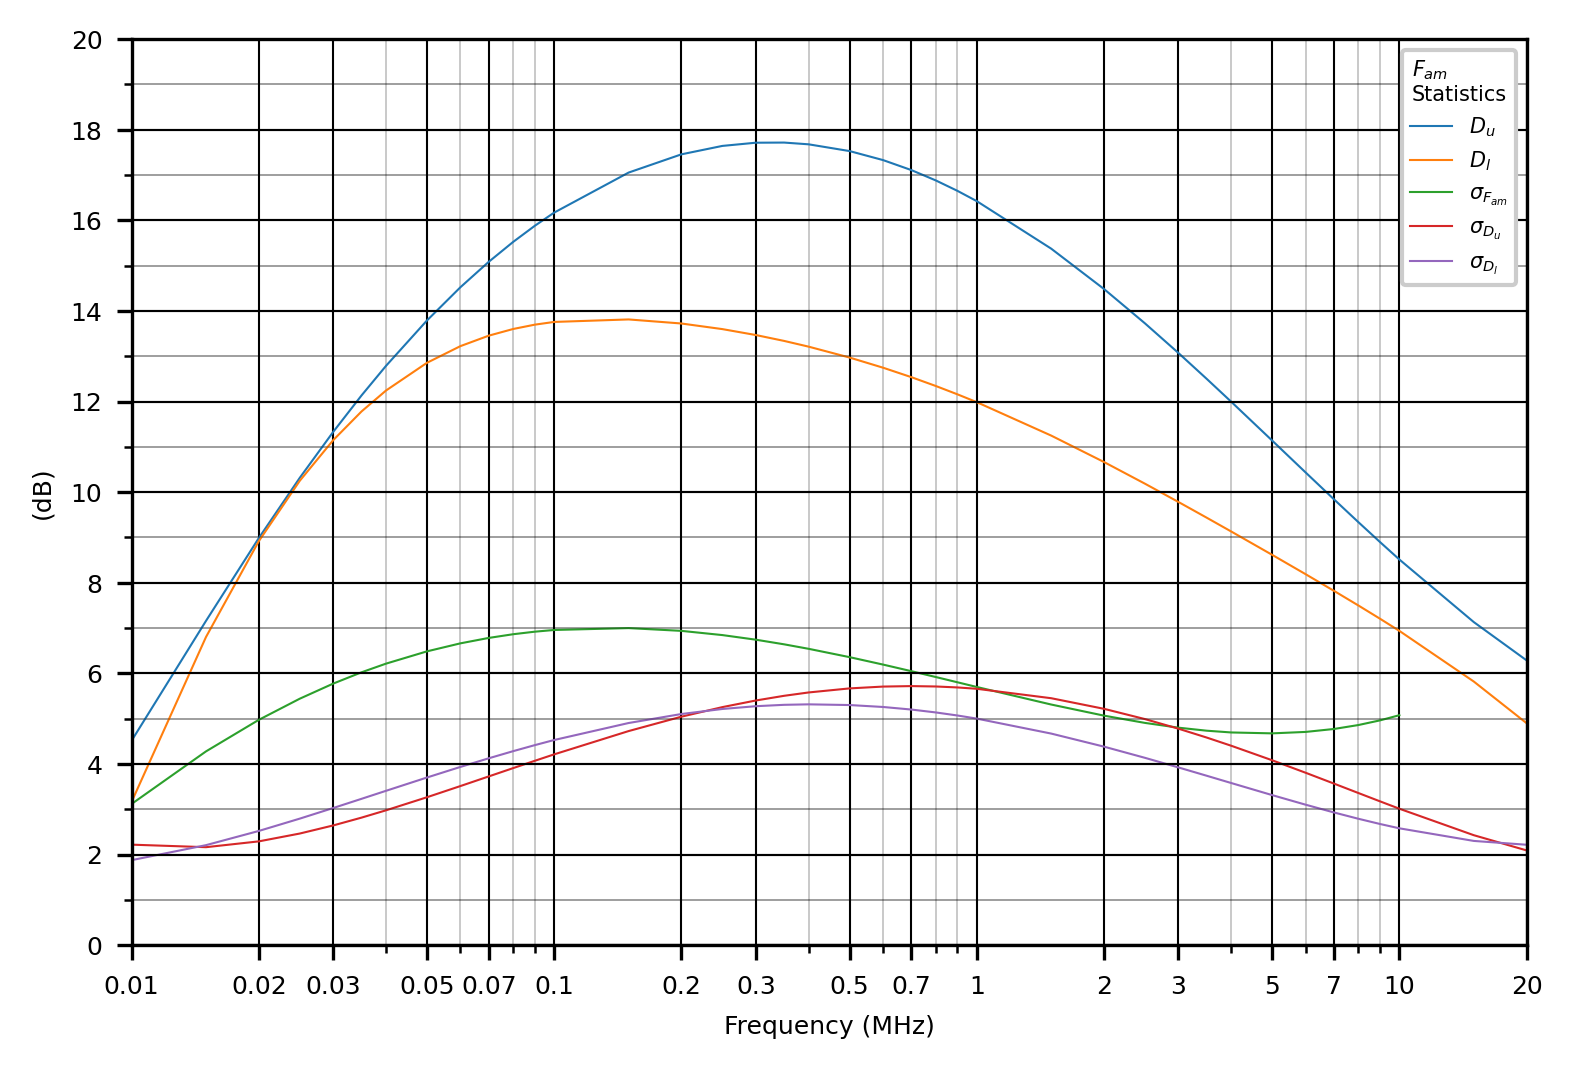 20
18
16
14
12
10
8
6
4
2
0
(dB)
0.01 0.02 0.03 0.05 0.07 0.1 0.2 0.3 0.5 0.7 1 2 3 5 7 10 20
Frequency (MHz)
F_am
Statistics
D_u
D_l
σ_F_am
σ_D_u
σ_D_l